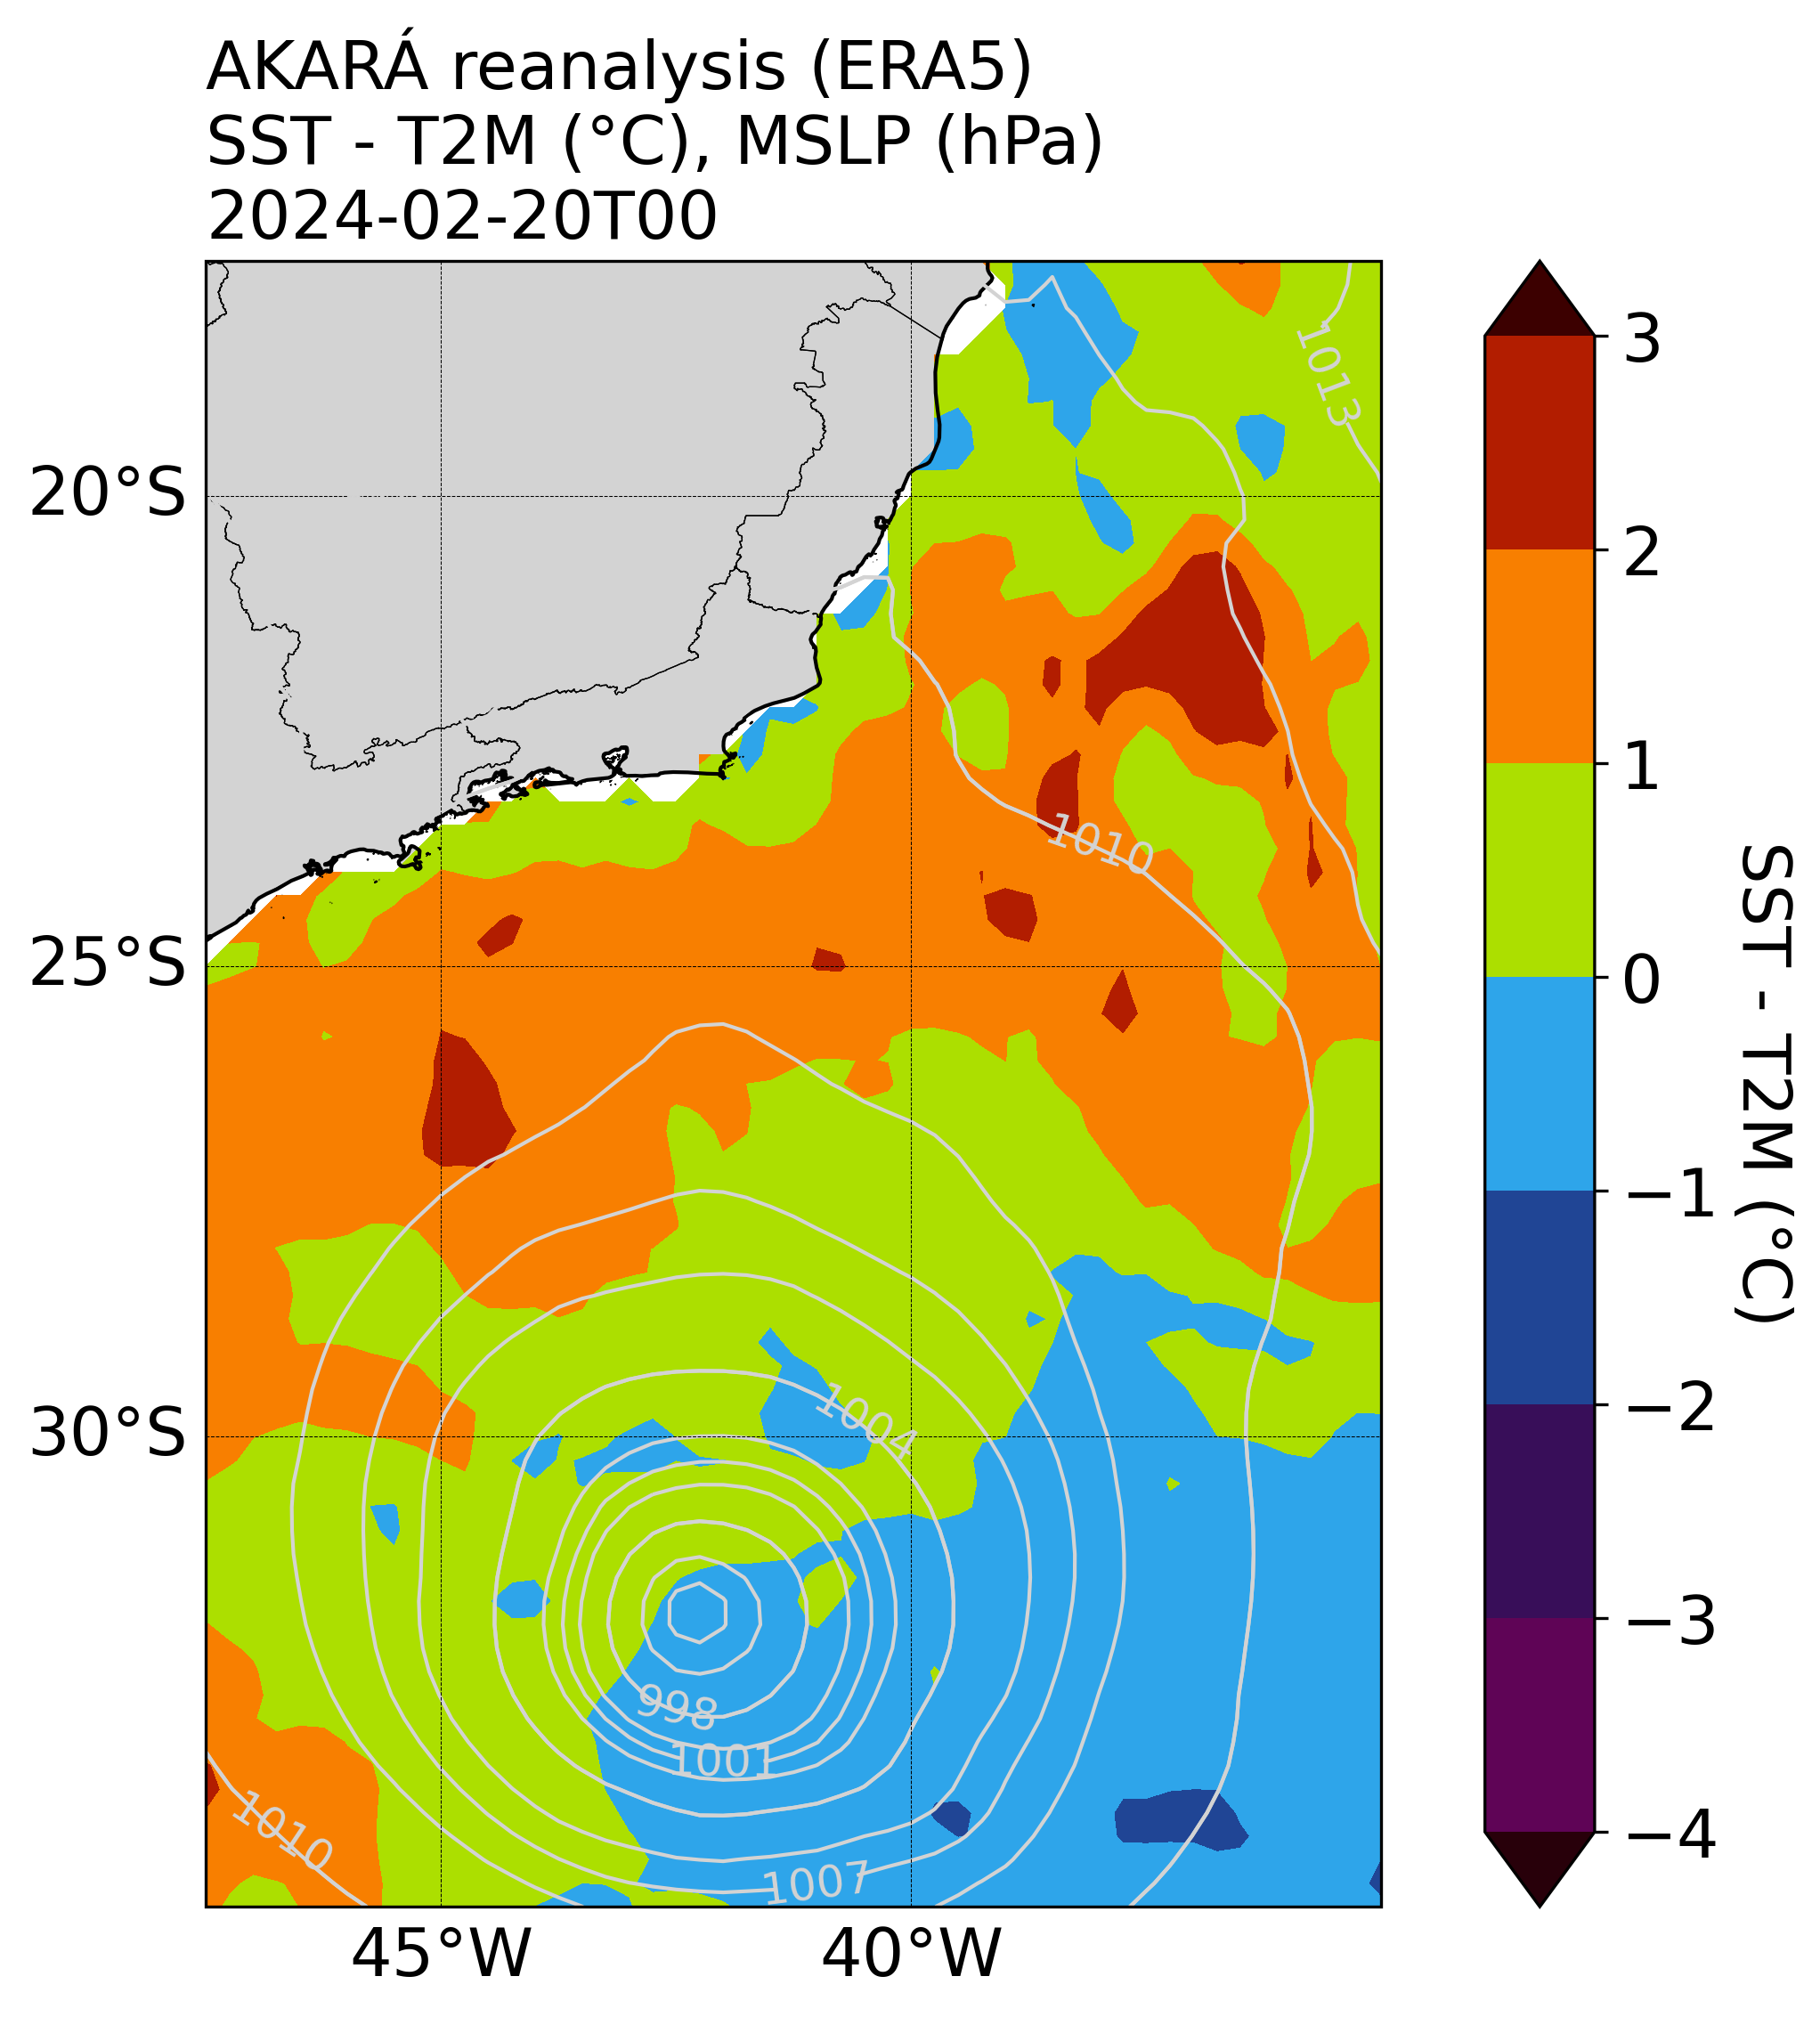 AKARÁ reanalysis (ERA5)
SST - T2M (°C), MSLP (hPa)
2024-02-20T00
1013
20°S
1010
25°S
1004
30°S
998
1001
1010
1007
45°W
40°W
3
2
1
0
−1
−2
−3
−4
SST - T2M (°C)